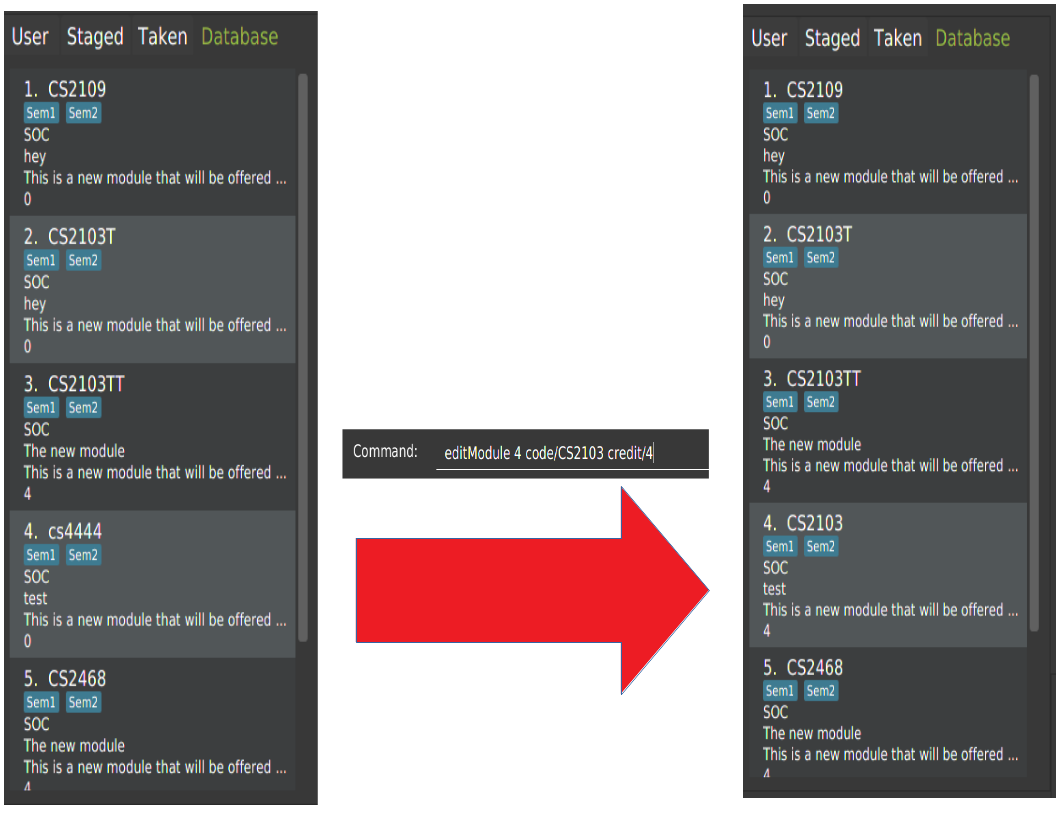 User Staged Taken Database
1. CS2109
Sem1 Sem2
SOC
hey
This is a new module that will be offered ...
0
2. CS2103T
Sem1 Sem2
SOC
hey
This is a new module that will be offered ...
0
3. CS2103TT
Sem1 Sem2
SOC
The new module
This is a new module that will be offered ...
4
4. cs4444
Sem1 Sem2
SOC
test
This is a new module that will be offered ...
0
5. CS2468
Sem1 Sem2
SOC
The new module
This is a new module that will be offered ...
4
Command: editModule 4 code/CS2103 credit/4
User Staged Taken Database
1. CS2109
Sem1 Sem2
SOC
hey
This is a new module that will be offered ...
0
2. CS2103T
Sem1 Sem2
SOC
hey
This is a new module that will be offered ...
0
3. CS2103TT
Sem1 Sem2
SOC
The new module
This is a new module that will be offered ...
4
4. CS2103
Sem1 Sem2
SOC
test
This is a new module that will be offered ...
4
5. CS2468
Sem1 Sem2
SOC
The new module
This is a new module that will be offered ...
4